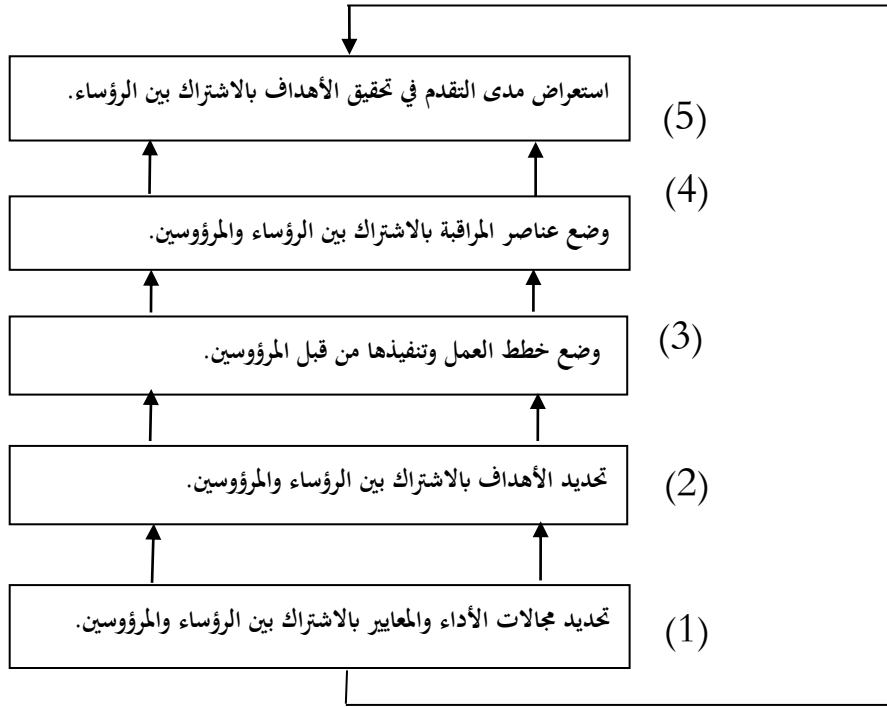 استعراض مدى التقدم في تحقيق الأهداف بالاشتراك بين الرؤساء.
(5)
(4)
وضع عناصر المراقبة بالاشتراك بين الرؤساء والمرؤوسين.
(3)
وضع خطط العمل وتنفيذها من قبل المرؤوسين.
تحديد الأهداف بالاشتراك بين الرؤساء والمرؤوسين.
(2)
تحديد مجالات الأداء والمعايير بالاشتراك بين الرؤساء والمرؤوسين.
(1)